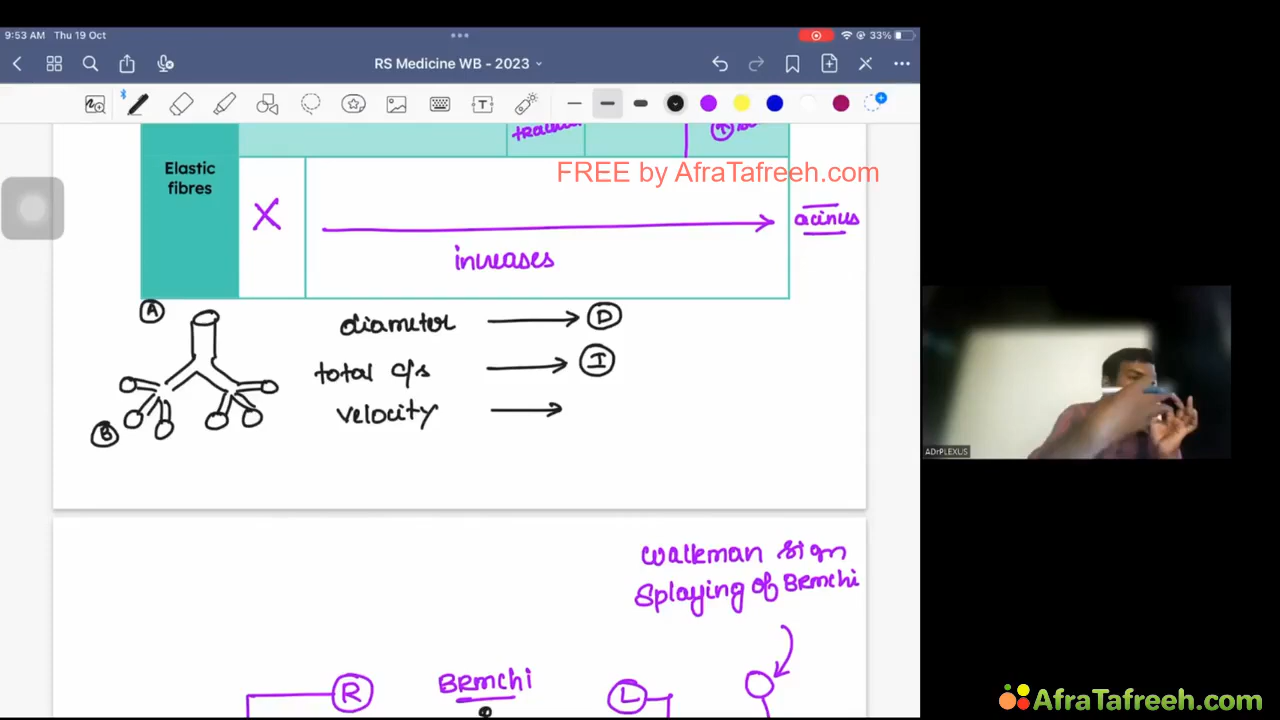 9:53 AM Thu 19 Oct
33%
RS Medicine WB - 2023
Elastic
fibres
FREE by AfraTafreeh.com
X
acinus
increases
A
diameter D
total c/s I
velocity
B
ADrPLEXUS
Walkman sign
Splaying of Bronchi
R
Bronchi
L
AfraTafreeh.com